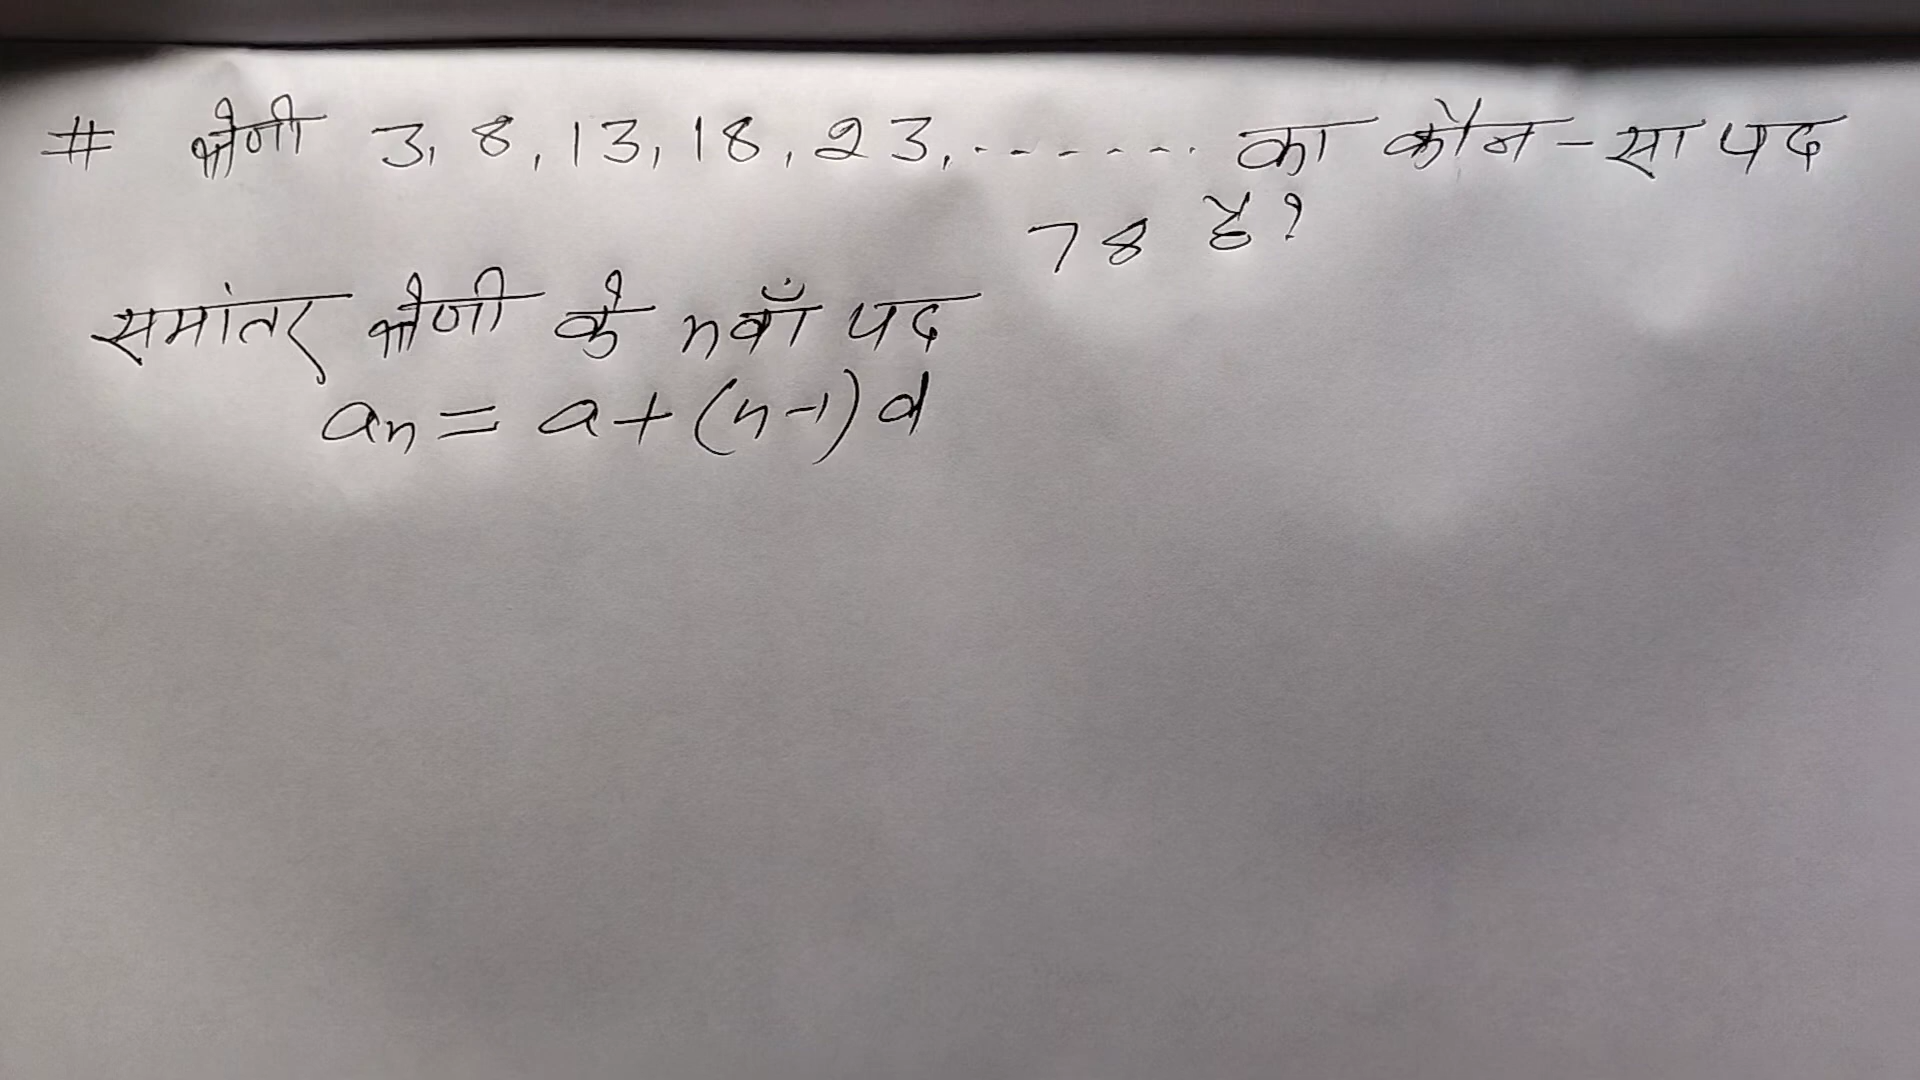 # श्रेणी 3, 8, 13, 18, 23, ....... का कौन-सा पद
78 है?
समांतर श्रेणी के nवाँ पद
an = a + (n-1) d